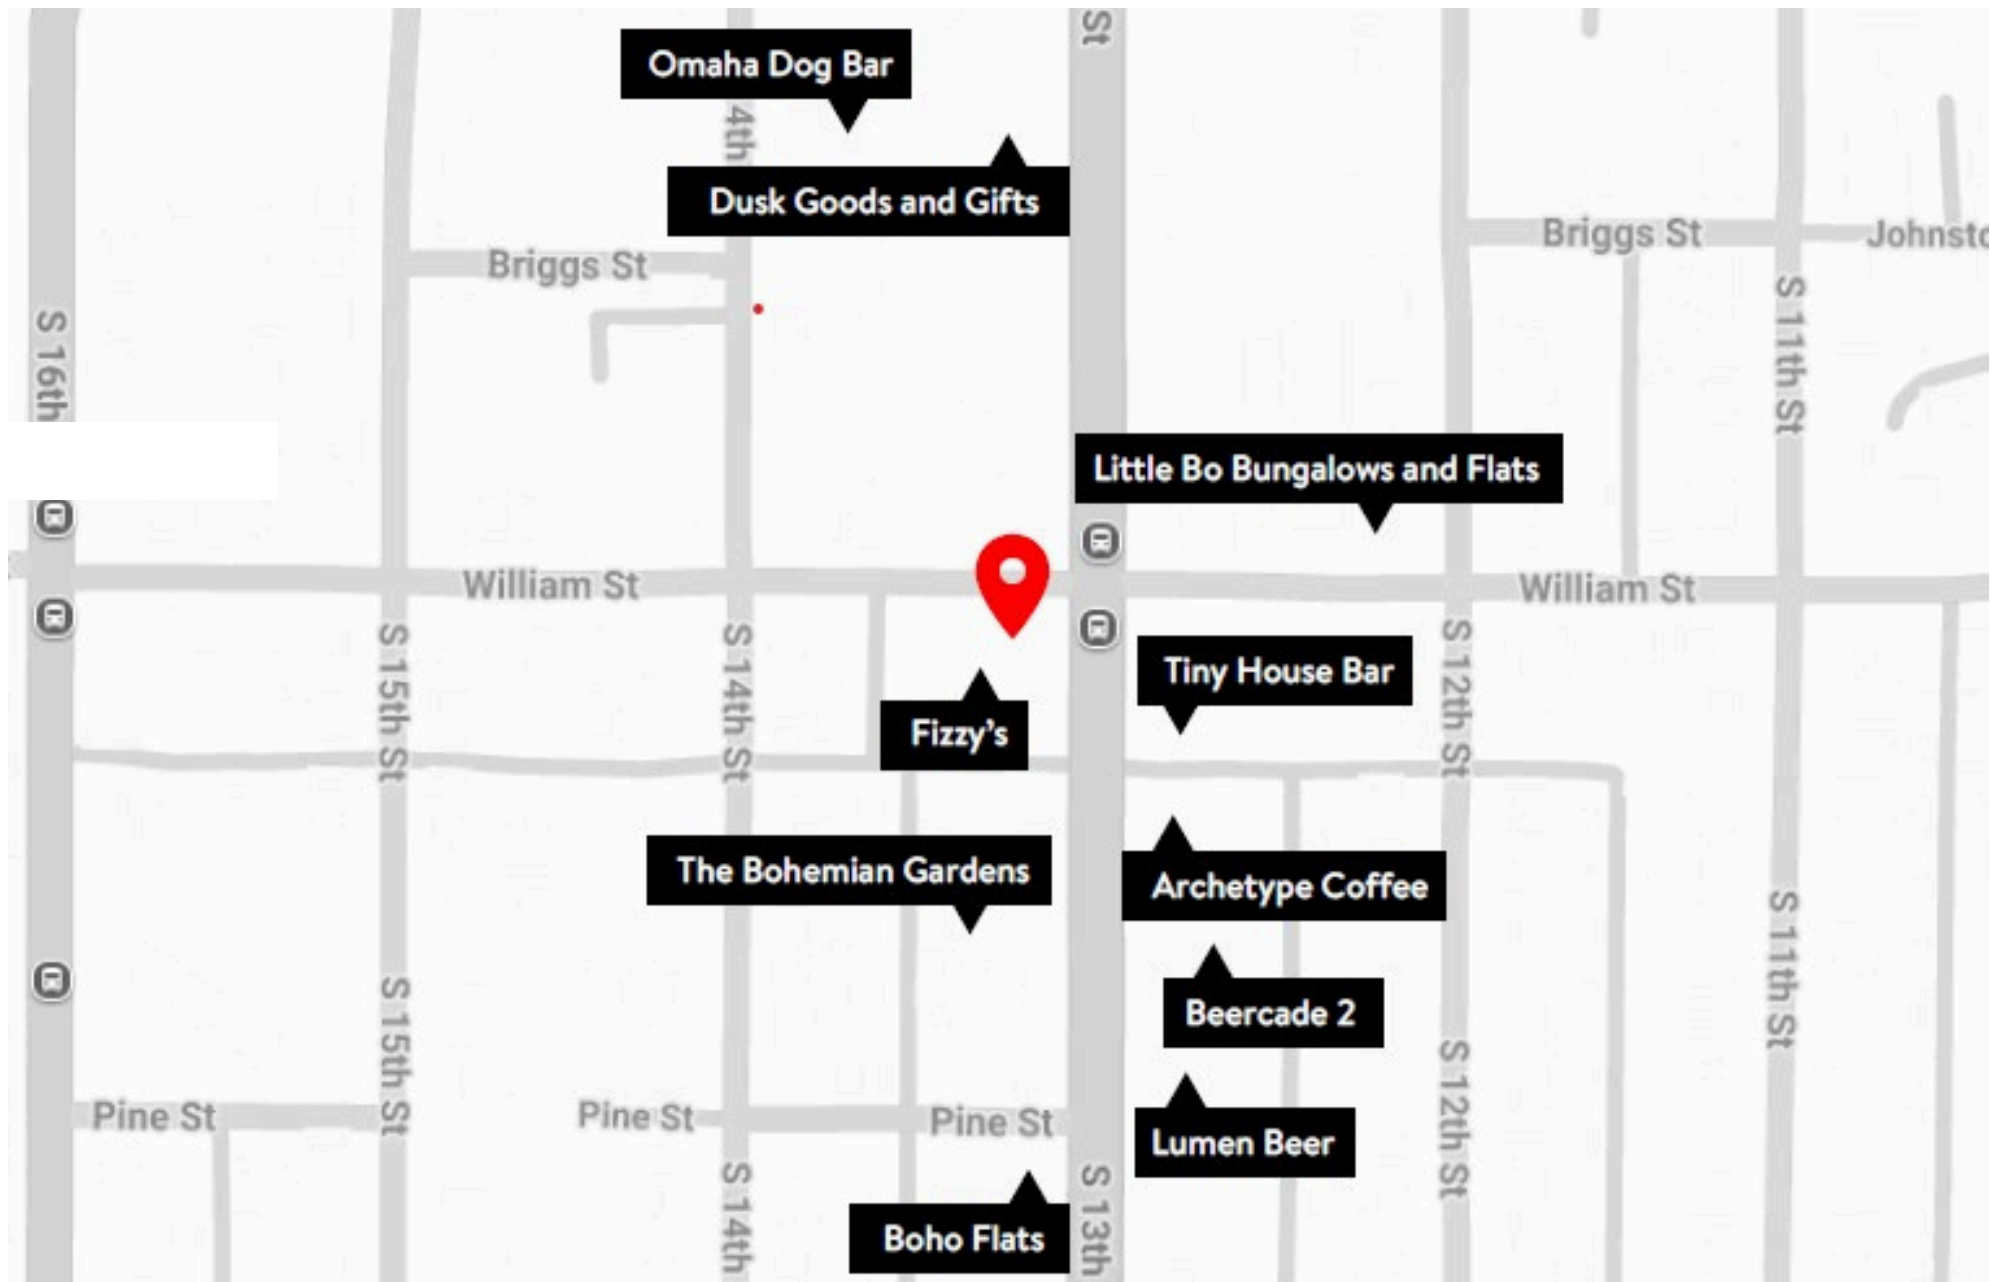 St
Omaha Dog Bar
4th
Dusk Goods and Gifts
Briggs St
Briggs St
Johnsto
S 16th
S 11th St
Little Bo Bungalows and Flats
William St
William St
S 15th St
S 14th St
Tiny House Bar
S 12th St
Fizzy's
The Bohemian Gardens
Archetype Coffee
S 11th St
Beercade 2
S 15th St
S 12th St
Pine St
Pine St
Pine St
Lumen Beer
S 14th
S 13th
Boho Flats